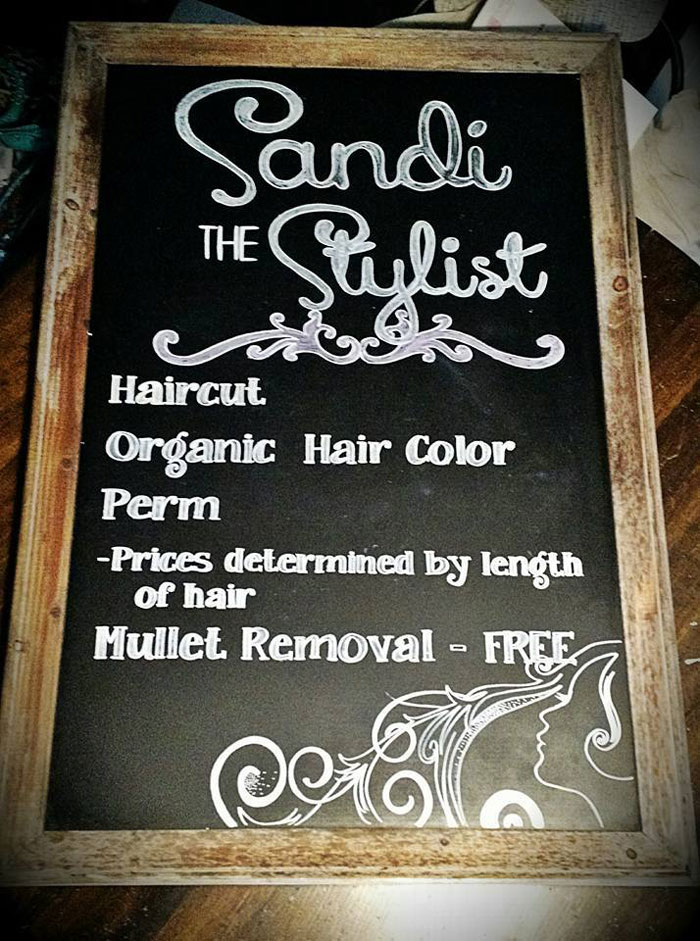 Sandi
THE Stylist
Haircut
Organic Hair Color
Perm
-Prices determined by length
of hair
Mullet Removal - FREE